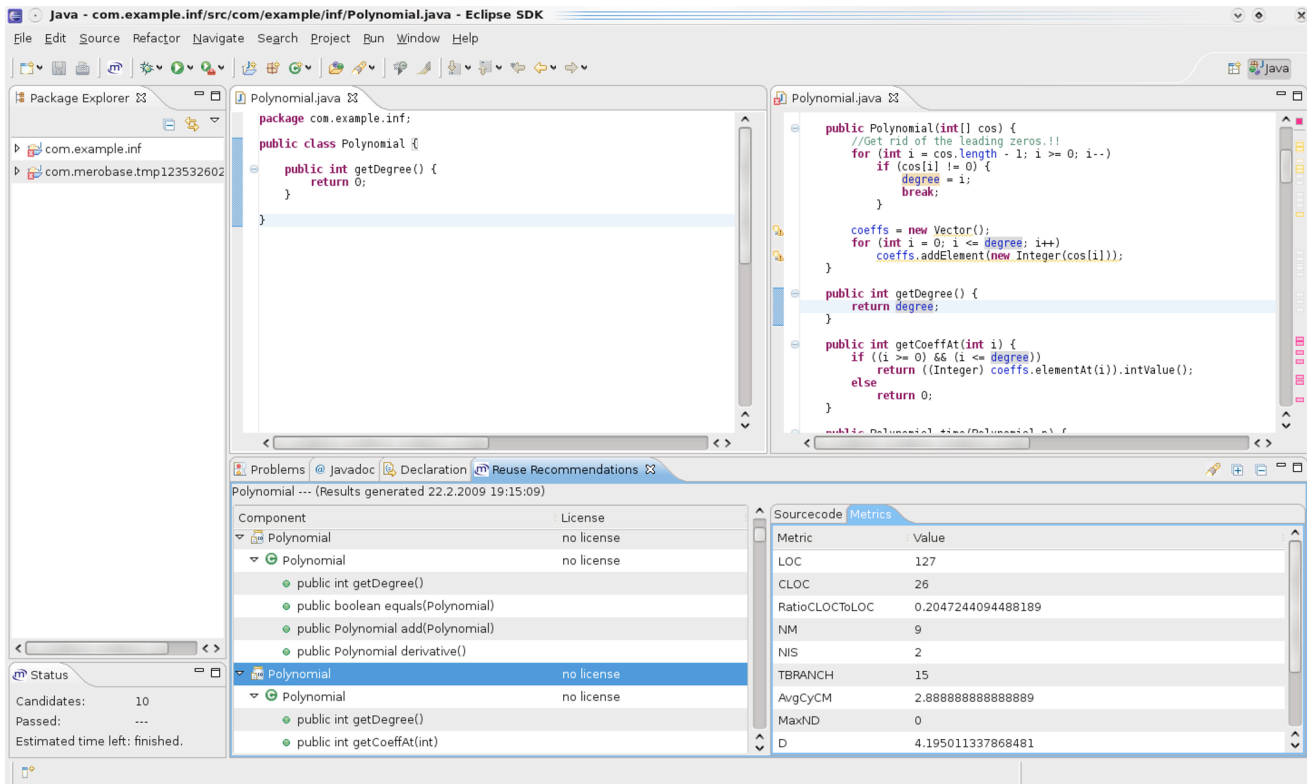 Java - com.example.inf/src/com/example/inf/Polynomial.java - Eclipse SDK
File Edit Source Refactor Navigate Search Project Run Window Help
Java
Package Explorer
com.example.inf
com.merobase.tmp123532602
Polynomial.java
package com.example.inf;
public class Polynomial {
public int getDegree() {
return 0;
}
}
Polynomial.java
public Polynomial(int[] cos) {
//Get rid of the leading zeros.!!
for (int i = cos.length - 1; i >= 0; i--)
if (cos[i] != 0) {
degree = i;
break;
}
coeffs = new Vector();
for (int i = 0; i <= degree; i++)
coeffs.addElement(new Integer(cos[i]));
}
public int getDegree() {
return degree;
}
public int getCoeffAt(int i) {
if ((i >= 0) && (i <= degree))
return ((Integer) coeffs.elementAt(i)).intValue();
else
return 0;
}
public Polynomial time(Polynomial p) {
Status
Candidates: 10
Passed: ---
Estimated time left: finished.
Problems @ Javadoc Declaration Reuse Recommendations
Polynomial --- (Results generated 22.2.2009 19:15:09)
Component License
Polynomial no license
Polynomial no license
public int getDegree()
public boolean equals(Polynomial)
public Polynomial add(Polynomial)
public Polynomial derivative()
Polynomial no license
Polynomial no license
public int getDegree()
public int getCoeffAt(int)
Sourcecode Metrics
Metric Value
LOC 127
CLOC 26
RatioCLOCToLOC 0.2047244094488189
NM 9
NIS 2
TBRANCH 15
AvgCyCM 2.888888888888889
MaxND 0
D 4.195011337868481